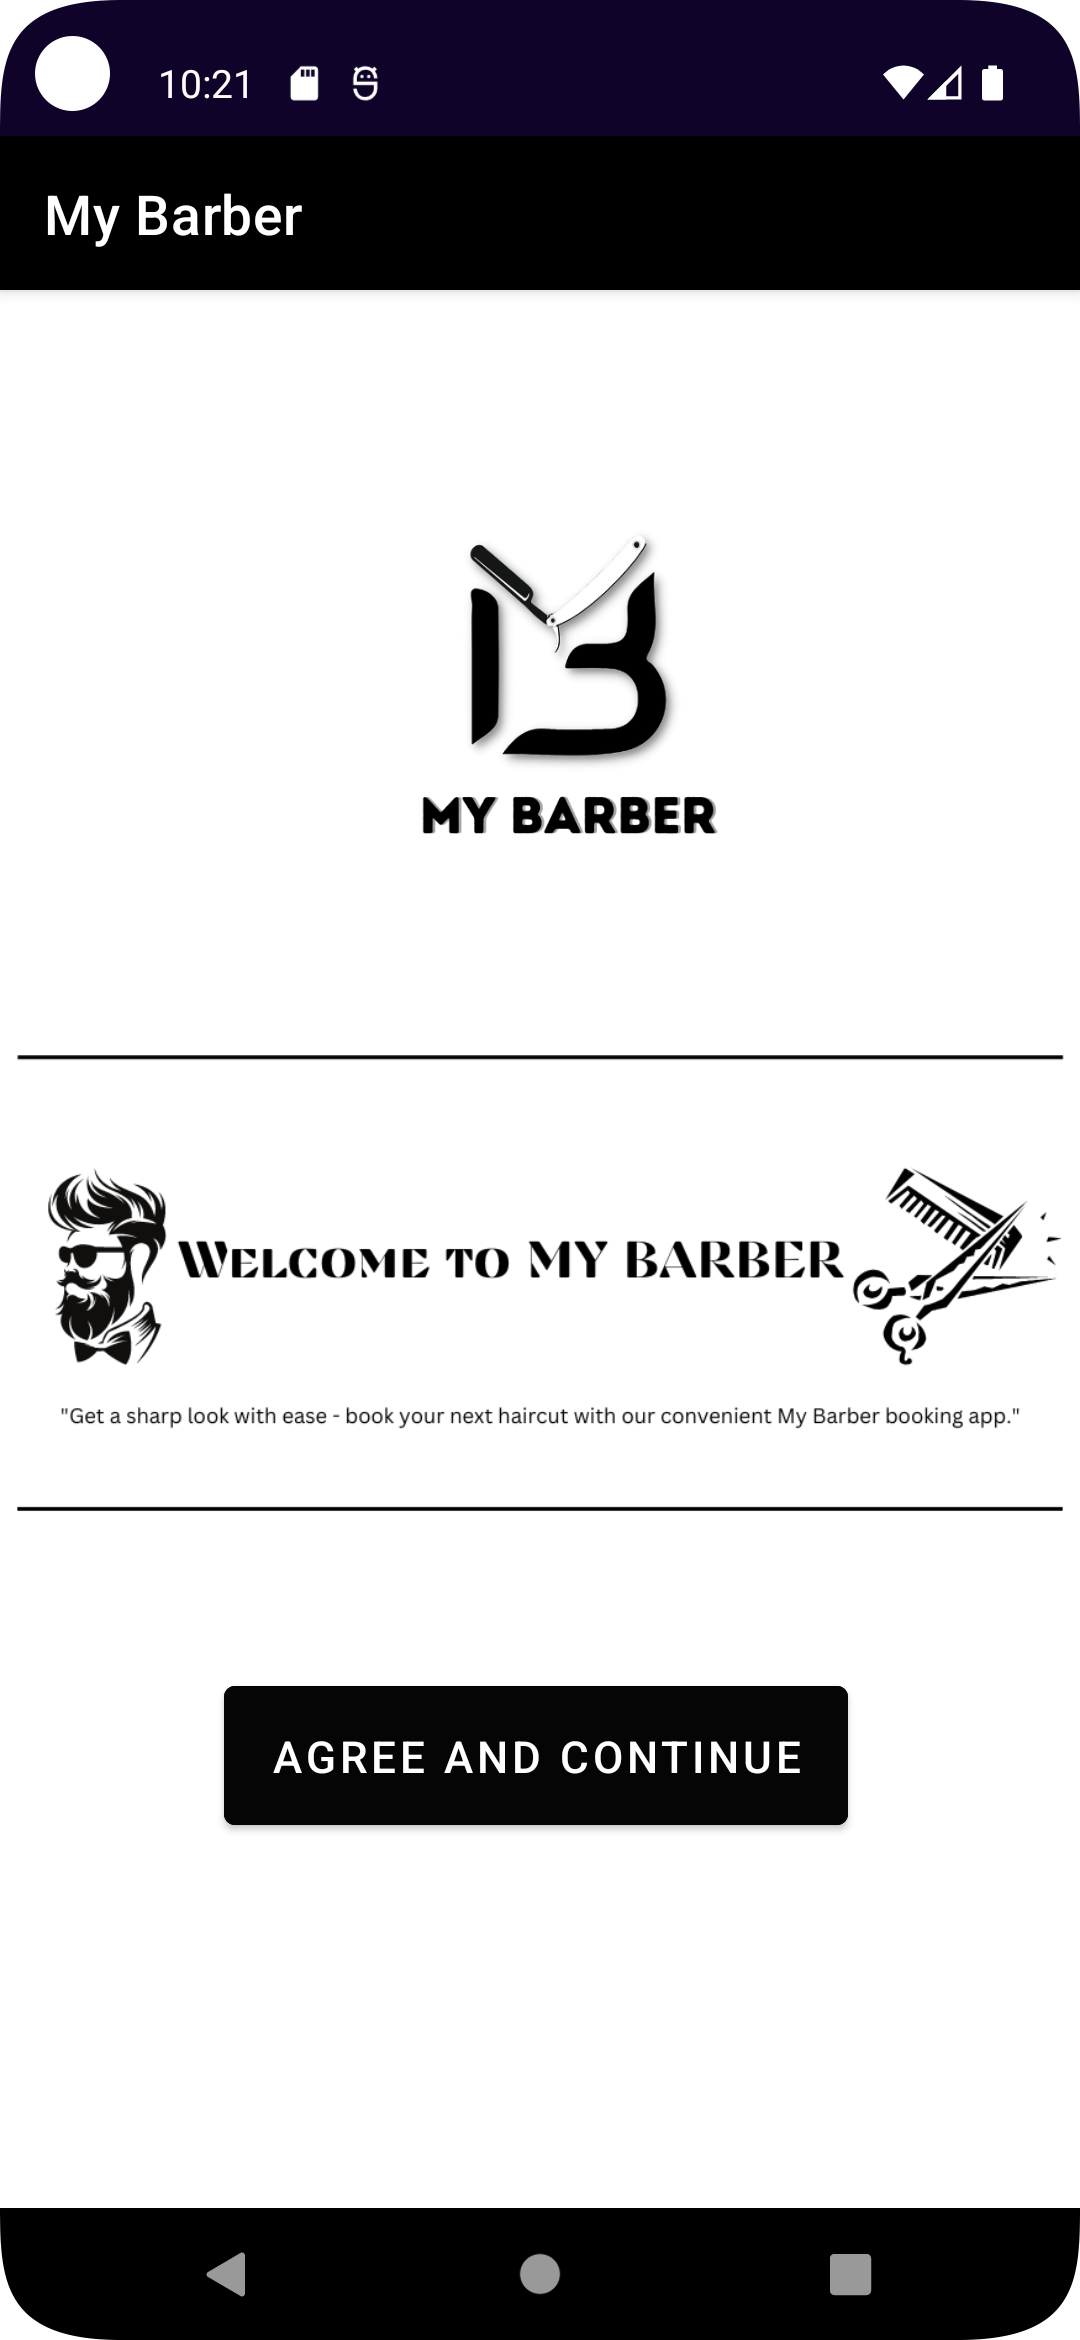 10:21
My Barber
MY BARBER
WELCOME TO MY BARBER
"Get a sharp look with ease - book your next haircut with our convenient My Barber booking app."
AGREE AND CONTINUE